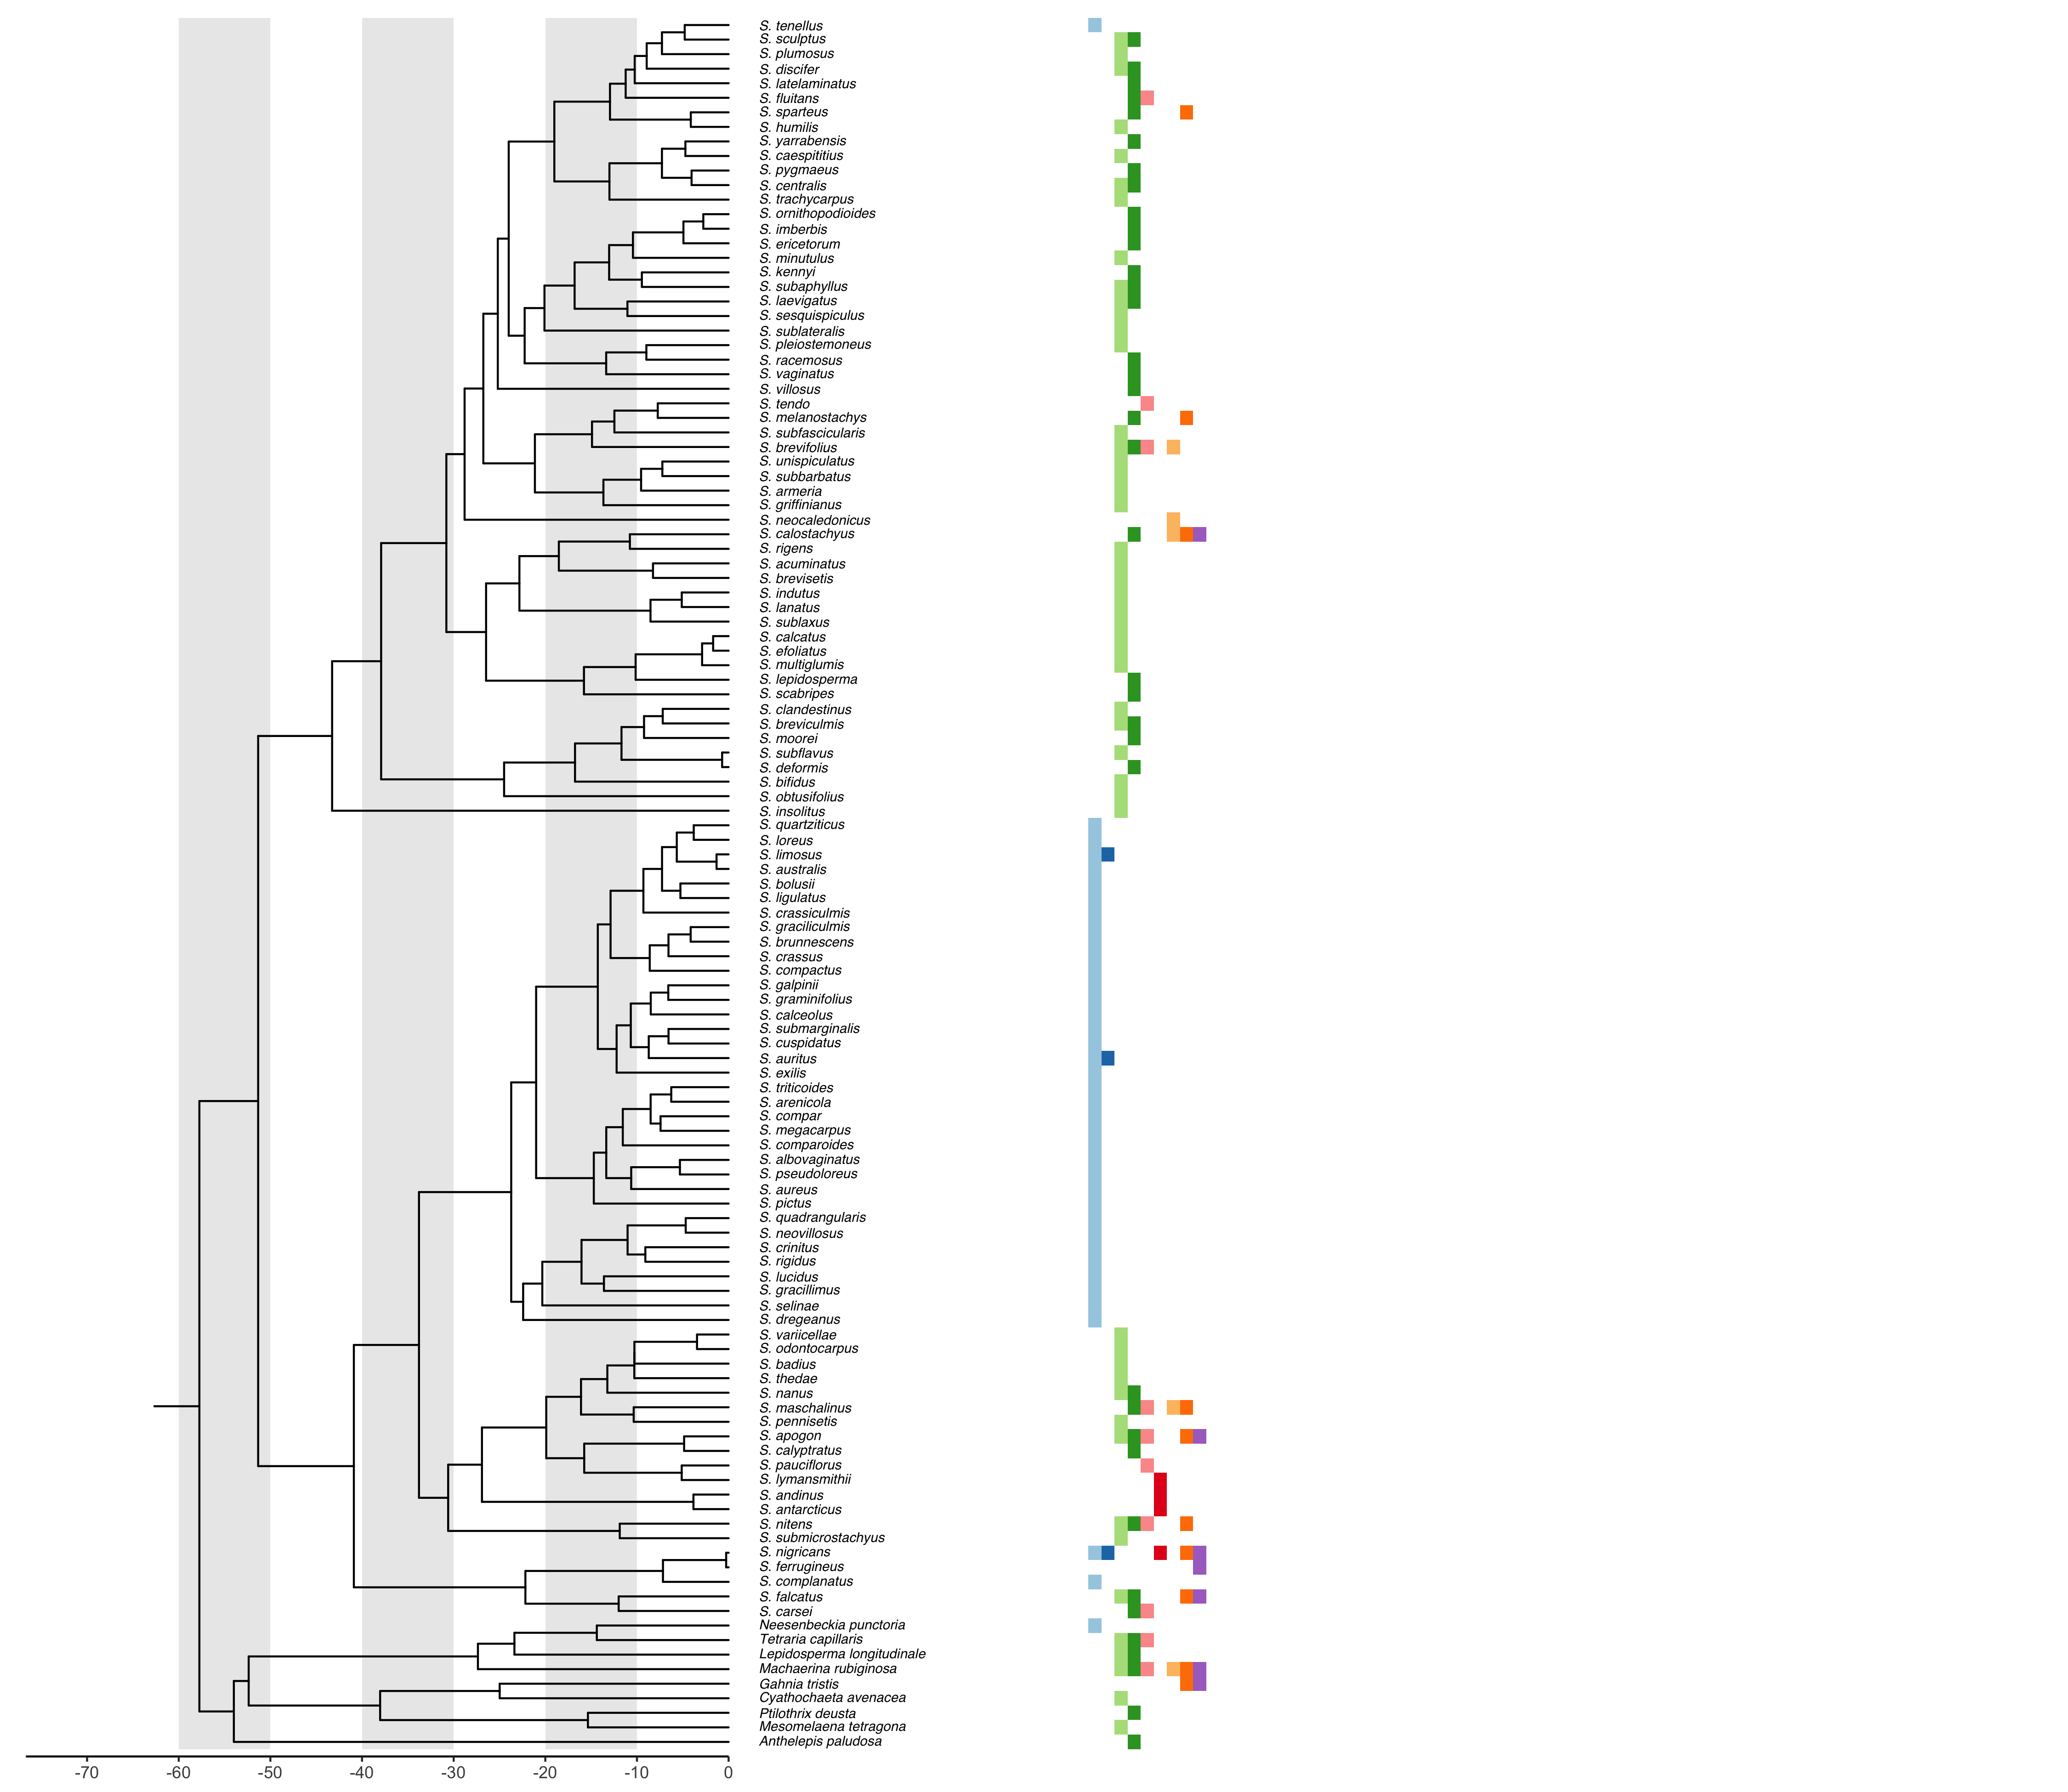 S. tenellus
S. sculptus
S. plumosus
S. discifer
S. latelaminatus
S. fluitans
S. sparteus
S. humilis
S. yarrabensis
S. caespititius
S. pygmaeus
S. centralis
S. trachycarpus
S. ornithopodioides
S. imberbis
S. ericetorum
S. minutulus
S. kennyi
S. subaphyllus
S. laevigatus
S. sesquispiculus
S. sublateralis
S. pleiostemoneus
S. racemosus
S. vaginatus
S. villosus
S. tendo
S. melanostachys
S. subfascicularis
S. brevifolius
S. unispiculatus
S. subbarbatus
S. armeria
S. griffinianus
S. neocaledonicus
S. calostachyus
S. rigens
S. acuminatus
S. brevisetis
S. indutus
S. lanatus
S. sublaxus
S. calcatus
S. efoliatus
S. multiglumis
S. lepidosperma
S. scabripes
S. clandestinus
S. breviculmis
S. moorei
S. subflavus
S. deformis
S. bifidus
S. obtusifolius
S. insolitus
S. quartziticus
S. loreus
S. limosus
S. australis
S. bolusii
S. ligulatus
S. crassiculmis
S. graciliculmis
S. brunnescens
S. crassus
S. compactus
S. galpinii
S. graminifolius
S. calceolus
S. submarginalis
S. cuspidatus
S. auritus
S. exilis
S. triticoides
S. arenicola
S. compar
S. megacarpus
S. comparoides
S. albovaginatus
S. pseudoloreus
S. aureus
S. pictus
S. quadrangularis
S. neovillosus
S. crinitus
S. rigidus
S. lucidus
S. gracillimus
S. selinae
S. dregeanus
S. variicellae
S. odontocarpus
S. badius
S. thedae
S. nanus
S. maschalinus
S. pennisetis
S. apogon
S. calyptratus
S. pauciflorus
S. lymansmithii
S. andinus
S. antarcticus
S. nitens
S. submicrostachyus
S. nigricans
S. ferrugineus
S. complanatus
S. falcatus
S. carsei
Neesenbeckia punctoria
Tetraria capillaris
Lepidosperma longitudinale
Machaerina rubiginosa
Gahnia tristis
Cyathochaeta avenacea
Ptilothrix deusta
Mesomelaena tetragona
Anthelepis paludosa
-70 -60 -50 -40 -30 -20 -10 0